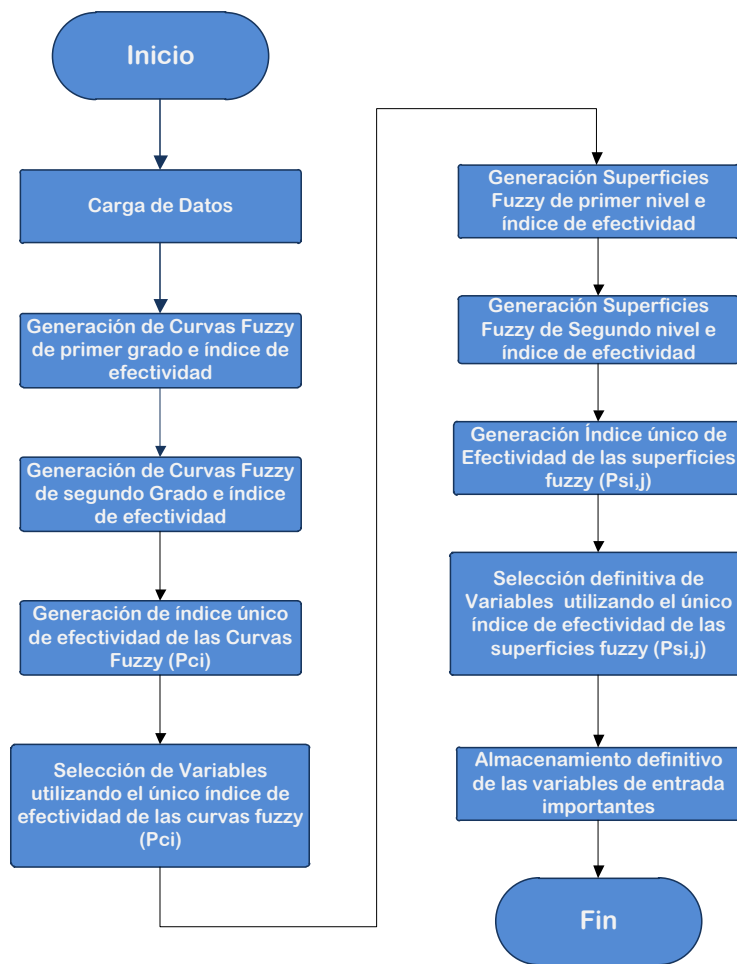 Inicio
Carga de Datos
Generación de Curvas Fuzzy
de primer grado e índice de
efectividad
Generación de Curvas Fuzzy
de segundo Grado e índice
de efectividad
Generación de índice único
de efectividad de las Curvas
Fuzzy (Pci)
Selección de Variables
utilizando el único índice de
efectividad de las curvas fuzzy
(Pci)
Generación Superficies
Fuzzy de primer nivel e
índice de efectividad
Generación Superficies
Fuzzy de Segundo nivel e
índice de efectividad
Generación Índice único de
Efectividad de las superficies
fuzzy (Psi,j)
Selección definitiva de
Variables utilizando el único
índice de efectividad de las
superficies fuzzy (Psi,j)
Almacenamiento definitivo
de las variables de entrada
importantes
Fin